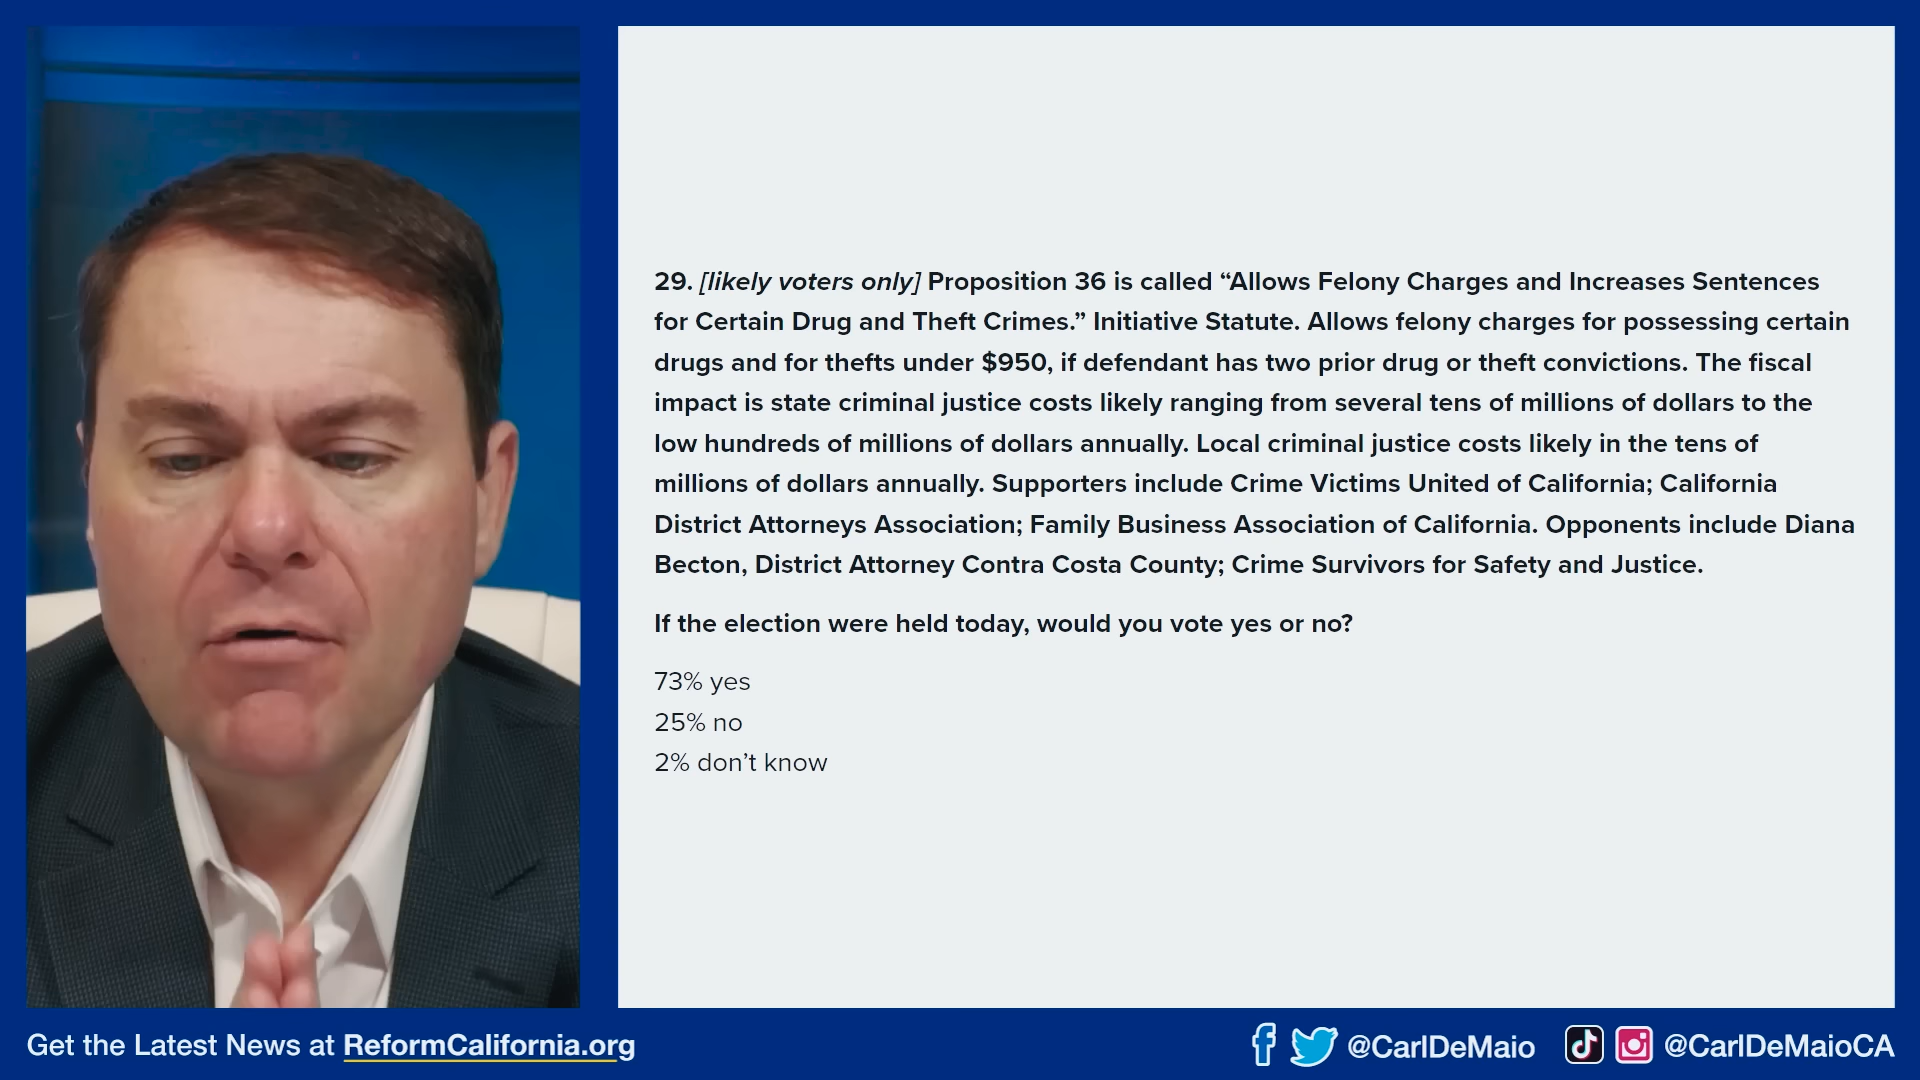 29. [likely voters only] Proposition 36 is called “Allows Felony Charges and Increases Sentences
for Certain Drug and Theft Crimes.” Initiative Statute. Allows felony charges for possessing certain
drugs and for thefts under $950, if defendant has two prior drug or theft convictions. The fiscal
impact is state criminal justice costs likely ranging from several tens of millions of dollars to the
low hundreds of millions of dollars annually. Local criminal justice costs likely in the tens of
millions of dollars annually. Supporters include Crime Victims United of California; California
District Attorneys Association; Family Business Association of California. Opponents include Diana
Becton, District Attorney Contra Costa County; Crime Survivors for Safety and Justice.
If the election were held today, would you vote yes or no?
73% yes
25% no
2% don’t know
Get the Latest News at ReformCalifornia.org
@CarlDeMaio
@CarlDeMaioCA